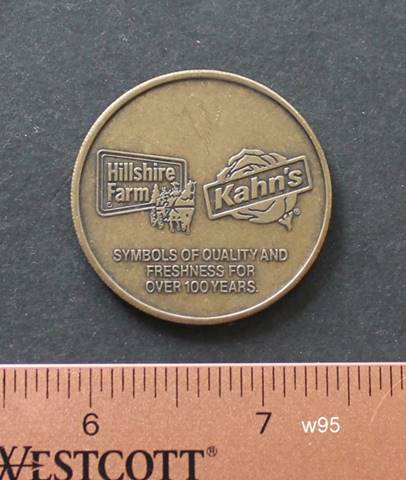 Hillshire
Farm
Kahn's
®
SYMBOLS OF QUALITY AND
FRESHNESS FOR
OVER 100 YEARS.
6 7 w95
WESTCOTT®